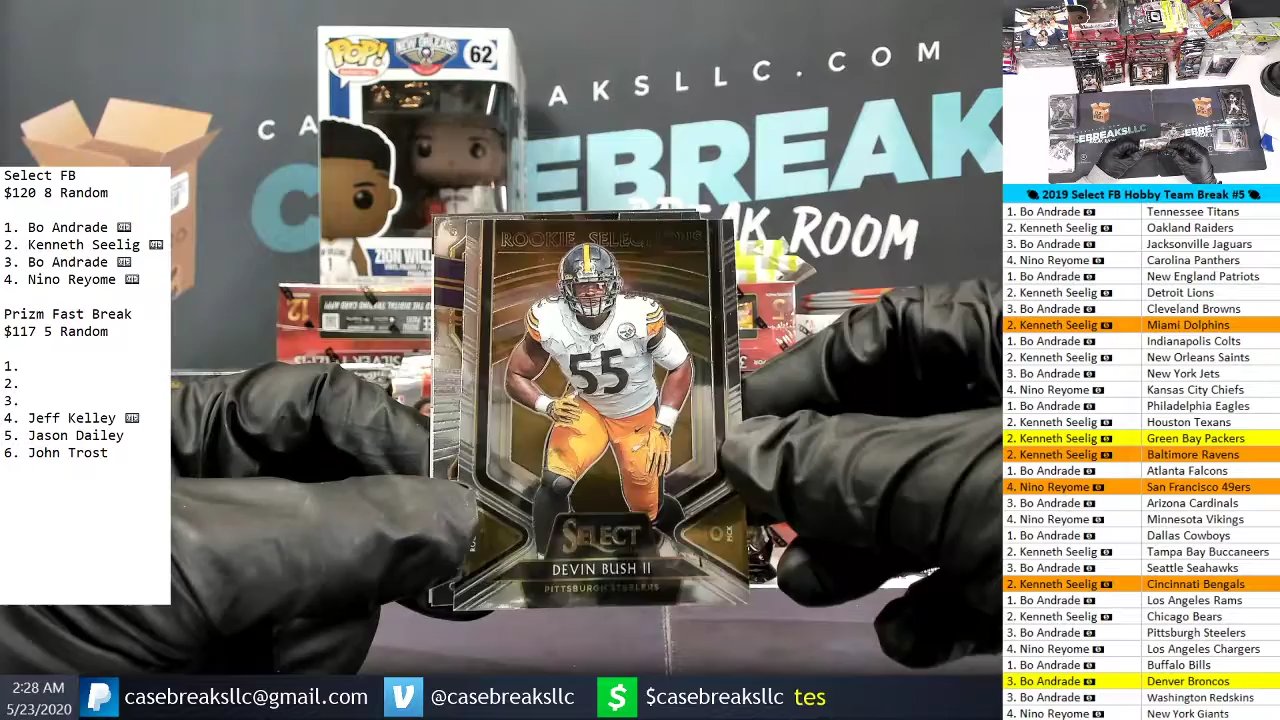 Select FB
$120 8 Random
1. Bo Andrade
2. Kenneth Seelig
3. Bo Andrade
4. Nino Reyome
Prizm Fast Break
$117 5 Random
1.
2.
3.
4. Jeff Kelley
5. Jason Dailey
6. John Trost
POP!
NEW ORLEANS
62
AKSLLC.COM
CA
C EBREAK
BREAK ROOM
ZION WILL
ROOKIE SELECTIONS
55
SELECT
DEVIN BUSH II
PITTSBURGH STEELERS
10
PICK
2019 Select FB Hobby Team Break #5
1. Bo Andrade Tennessee Titans
2. Kenneth Seelig Oakland Raiders
3. Bo Andrade Jacksonville Jaguars
4. Nino Reyome Carolina Panthers
1. Bo Andrade New England Patriots
2. Kenneth Seelig Detroit Lions
3. Bo Andrade Cleveland Browns
2. Kenneth Seelig Miami Dolphins
1. Bo Andrade Indianapolis Colts
2. Kenneth Seelig New Orleans Saints
3. Bo Andrade New York Jets
4. Nino Reyome Kansas City Chiefs
1. Bo Andrade Philadelphia Eagles
2. Kenneth Seelig Houston Texans
2. Kenneth Seelig Green Bay Packers
2. Kenneth Seelig Baltimore Ravens
1. Bo Andrade Atlanta Falcons
4. Nino Reyome San Francisco 49ers
3. Bo Andrade Arizona Cardinals
4. Nino Reyome Minnesota Vikings
1. Bo Andrade Dallas Cowboys
2. Kenneth Seelig Tampa Bay Buccaneers
3. Bo Andrade Seattle Seahawks
2. Kenneth Seelig Cincinnati Bengals
1. Bo Andrade Los Angeles Rams
2. Kenneth Seelig Chicago Bears
3. Bo Andrade Pittsburgh Steelers
4. Nino Reyome Los Angeles Chargers
1. Bo Andrade Buffalo Bills
3. Bo Andrade Denver Broncos
3. Bo Andrade Washington Redskins
4. Nino Reyome New York Giants
2:28 AM
5/23/2020
casebreaksllc@gmail.com
@casebreaksllc
$casebreaksllc
tes